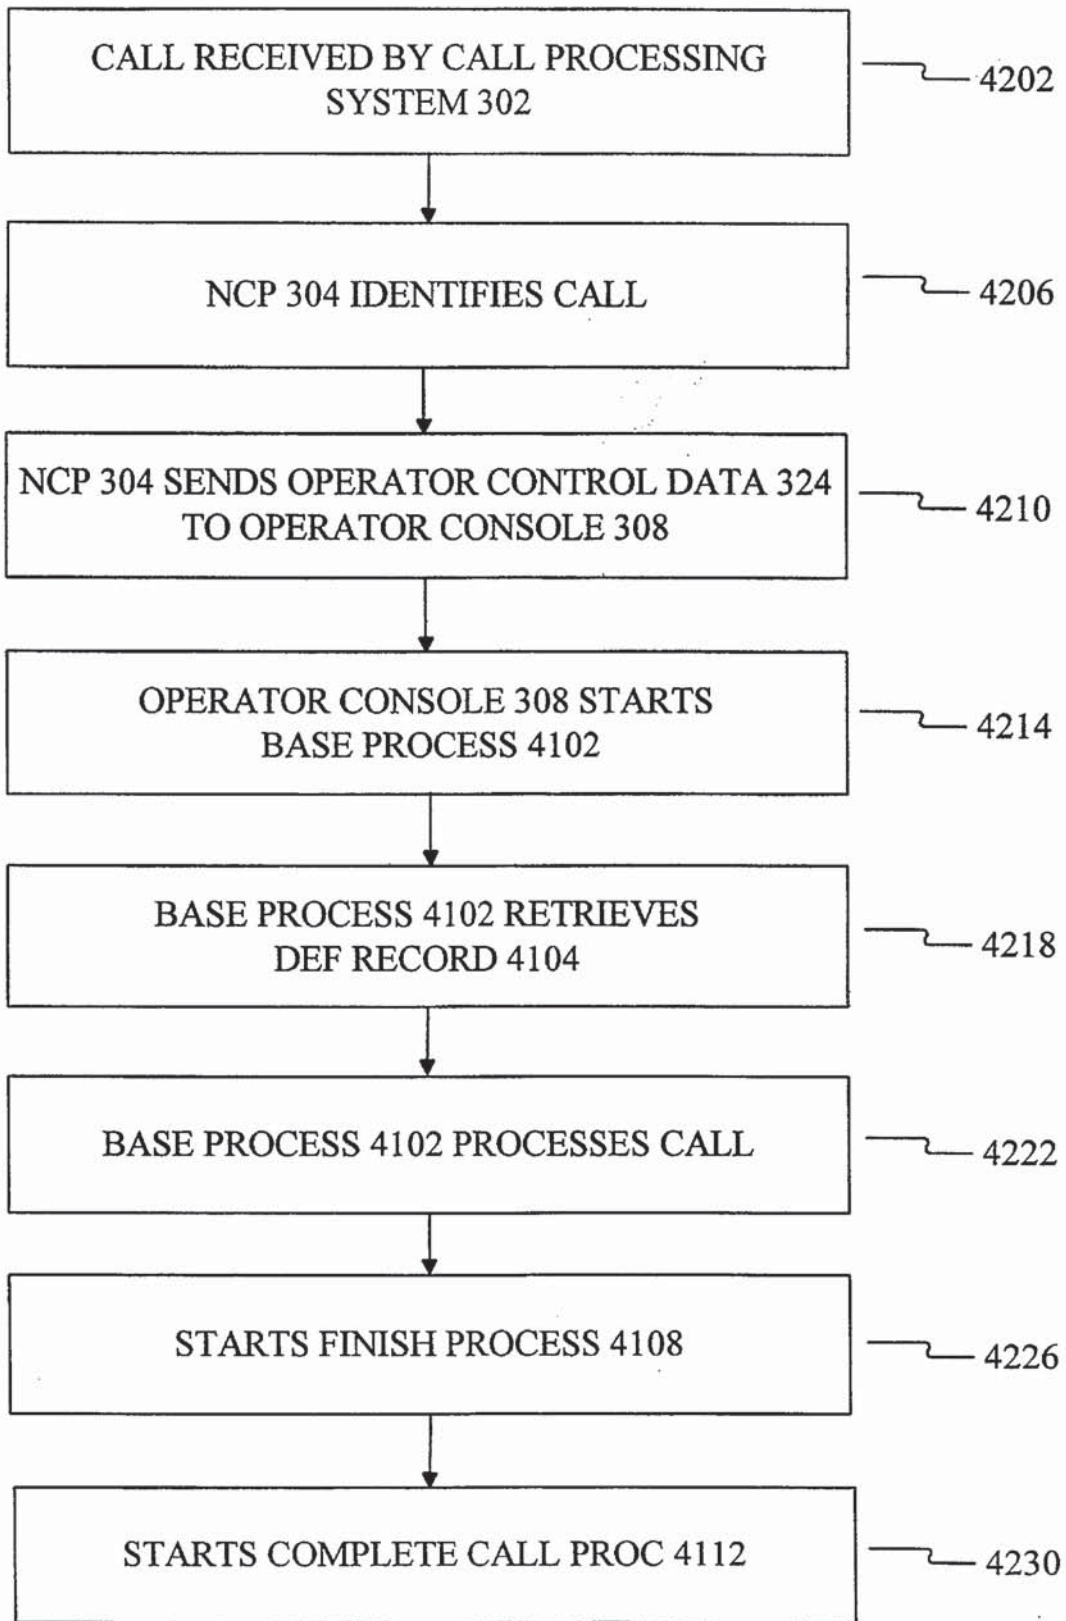 CALL RECEIVED BY CALL PROCESSING
SYSTEM 302
4202
NCP 304 IDENTIFIES CALL
4206
NCP 304 SENDS OPERATOR CONTROL DATA 324
TO OPERATOR CONSOLE 308
4210
OPERATOR CONSOLE 308 STARTS
BASE PROCESS 4102
4214
BASE PROCESS 4102 RETRIEVES
DEF RECORD 4104
4218
BASE PROCESS 4102 PROCESSES CALL
4222
STARTS FINISH PROCESS 4108
4226
STARTS COMPLETE CALL PROC 4112
4230